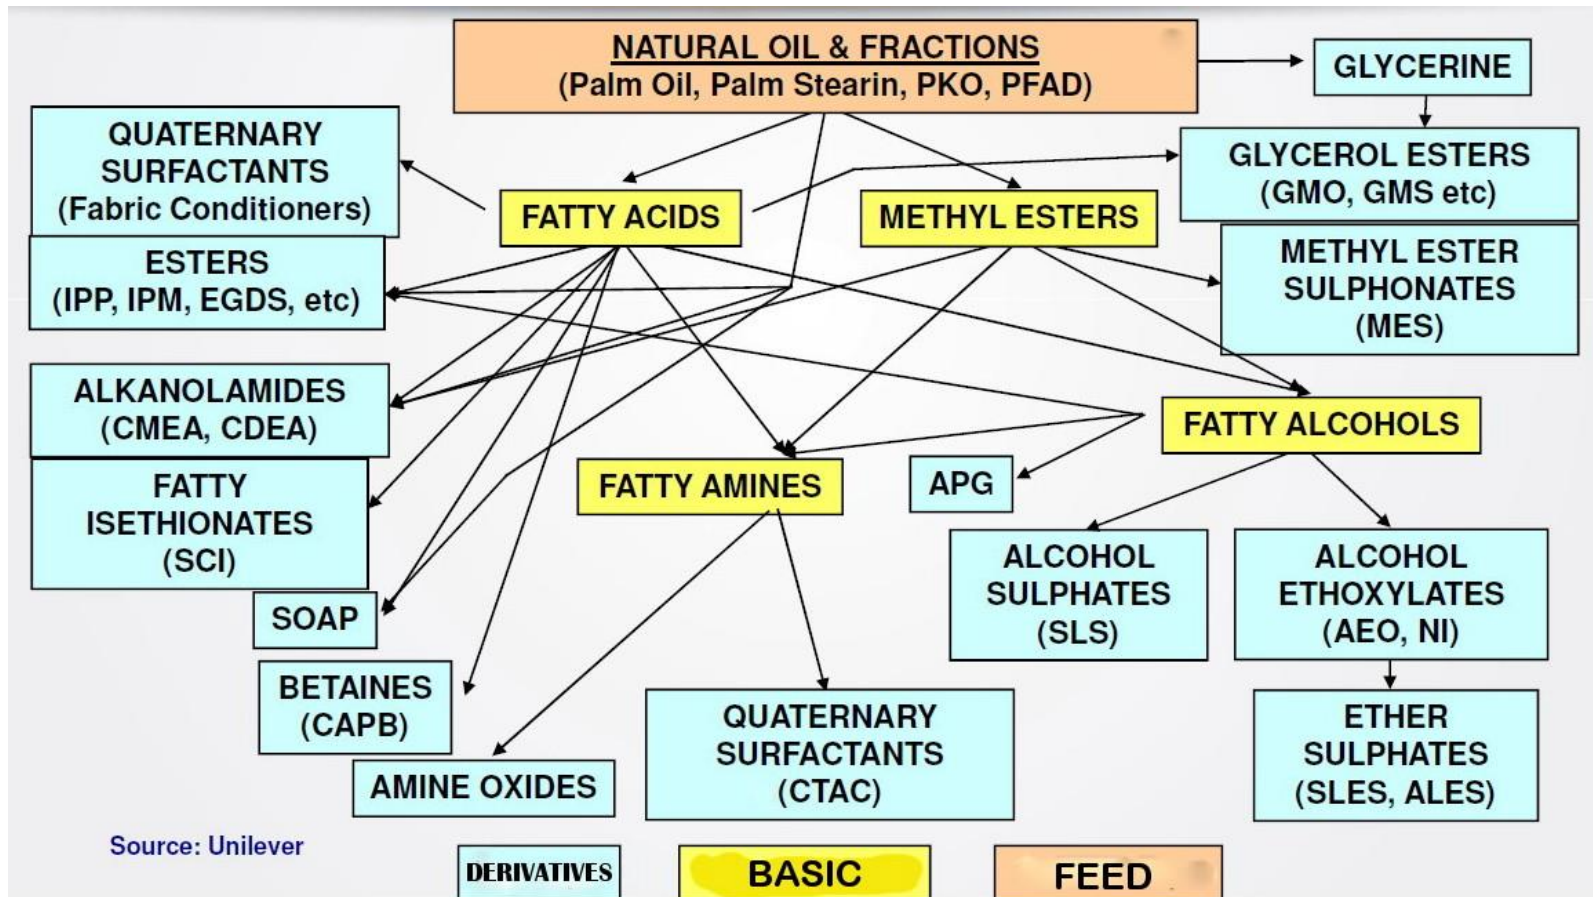 NATURAL OIL & FRACTIONS
(Palm Oil, Palm Stearin, PKO, PFAD)
GLYCERINE
QUATERNARY
SURFACTANTS
(Fabric Conditioners)
GLYCEROL ESTERS
(GMO, GMS etc)
FATTY ACIDS
METHYL ESTERS
ESTERS
(IPP, IPM, EGDS, etc)
METHYL ESTER
SULPHONATES
(MES)
ALKANOLAMIDES
(CMEA, CDEA)
FATTY ALCOHOLS
FATTY
ISETHIONATES
(SCI)
FATTY AMINES
APG
SOAP
ALCOHOL
SULPHATES
(SLS)
ALCOHOL
ETHOXYLATES
(AEO, NI)
BETAINES
(CAPB)
AMINE OXIDES
QUATERNARY
SURFACTANTS
(CTAC)
ETHER
SULPHATES
(SLES, ALES)
Source: Unilever
DERIVATIVES
BASIC
FEED